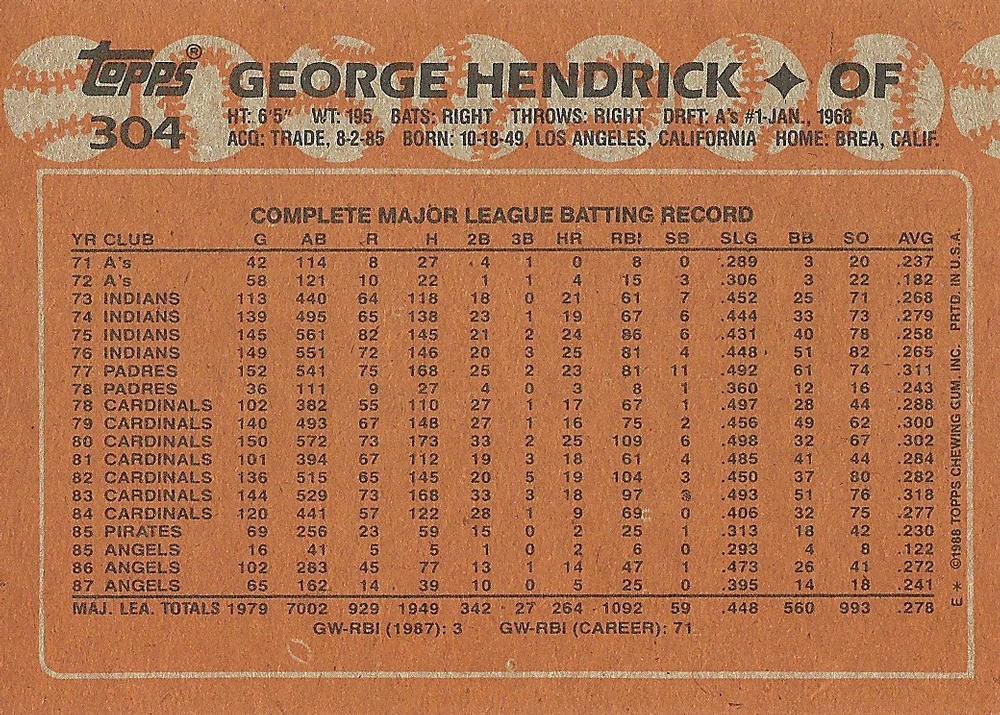 topps®
GEORGE HENDRICK ✦ OF
304
HT: 6'5" WT: 195 BATS: RIGHT THROWS: RIGHT DRFT: A's #1-JAN., 1968
ACQ: TRADE, 8-2-85 BORN: 10-18-49, LOS ANGELES, CALIFORNIA HOME: BREA, CALIF.
COMPLETE MAJOR LEAGUE BATTING RECORD
YR CLUB G AB R H 2B 3B HR RBI SB SLG BB SO AVG
71 A's 42 114 8 27 4 1 0 8 0 .289 3 20 .237
72 A's 58 121 10 22 1 1 4 15 3 .306 3 22 .182
73 INDIANS 113 440 64 118 18 0 21 61 7 .452 25 71 .268
74 INDIANS 139 495 65 138 23 1 19 67 6 .444 33 73 .279
75 INDIANS 145 561 82 145 21 2 24 86 6 .431 40 78 .258
76 INDIANS 149 551 72 146 20 3 25 81 4 .448 51 82 .265
77 PADRES 152 541 75 168 25 2 23 81 11 .492 61 74 .311
78 PADRES 36 111 9 27 4 0 3 8 1 .360 12 16 .243
78 CARDINALS 102 382 55 110 27 1 17 67 1 .497 28 44 .288
79 CARDINALS 140 493 67 148 27 1 16 75 2 .456 49 62 .300
80 CARDINALS 150 572 73 173 33 2 25 109 6 .498 32 67 .302
81 CARDINALS 101 394 67 112 19 3 18 61 4 .485 41 44 .284
82 CARDINALS 136 515 65 145 20 5 19 104 3 .450 37 80 .282
83 CARDINALS 144 529 73 168 33 3 18 97 3 .493 51 76 .318
84 CARDINALS 120 441 57 122 28 1 9 69 0 .406 32 75 .277
85 PIRATES 69 256 23 59 15 0 2 25 1 .313 18 42 .230
85 ANGELS 16 41 5 5 1 0 2 6 0 .293 4 8 .122
86 ANGELS 102 283 45 77 13 1 14 47 1 .473 26 41 .272
87 ANGELS 65 162 14 39 10 0 5 25 0 .395 14 18 .241
MAJ. LEA. TOTALS 1979 7002 929 1949 342 27 264 1092 59 .448 560 993 .278
GW-RBI (1987): 3 GW-RBI (CAREER): 71
E * ©1988 TOPPS CHEWING GUM, INC. PRTD. IN U.S.A.